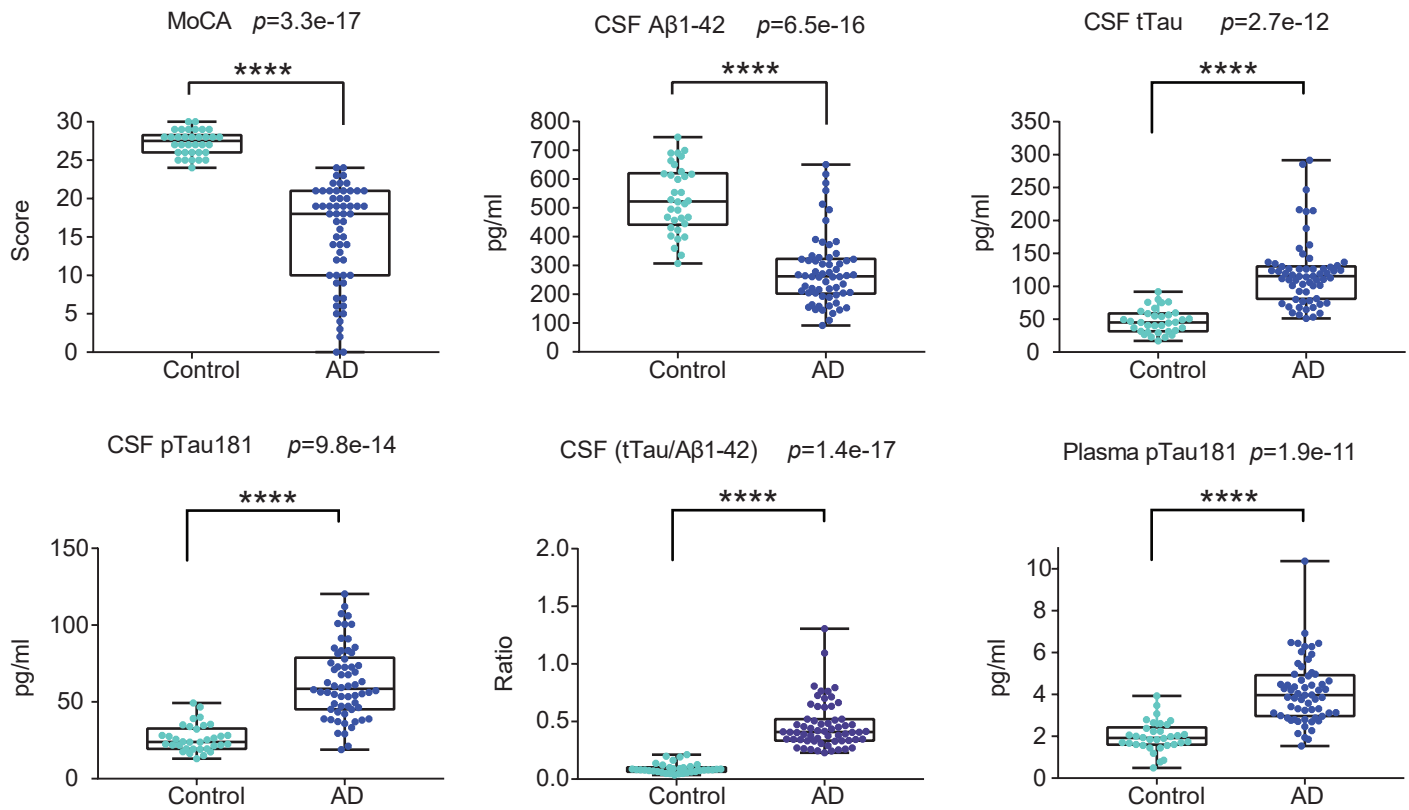 MoCA p=3.3e-17
****
30
25
20
15
10
5
0
Score
Control AD
CSF Aβ1-42 p=6.5e-16
****
800
700
600
500
400
300
200
100
0
pg/ml
Control AD
CSF tTau p=2.7e-12
****
350
300
250
200
150
100
50
0
pg/ml
Control AD
CSF pTau181 p=9.8e-14
****
150
100
50
0
pg/ml
Control AD
CSF (tTau/Aβ1-42) p=1.4e-17
****
2.0
1.5
1.0
0.5
0.0
Ratio
Control AD
Plasma pTau181 p=1.9e-11
****
10
8
6
4
2
0
pg/ml
Control AD